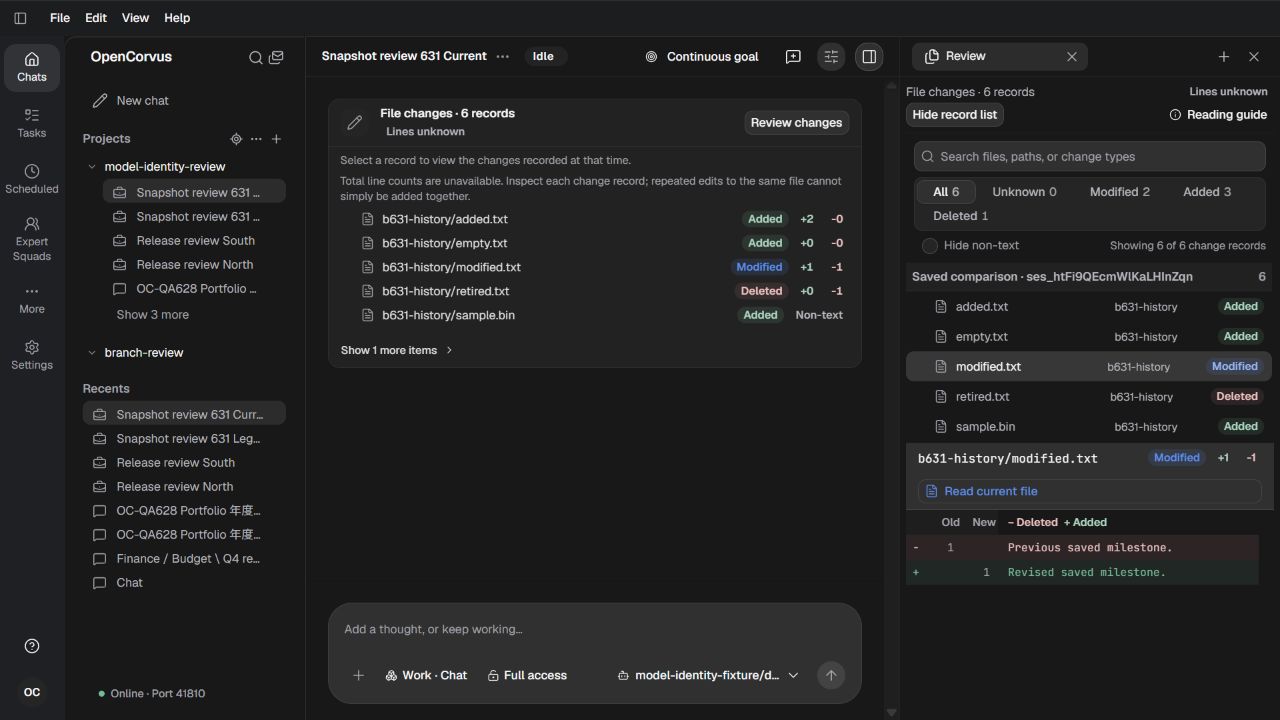 File Edit View Help
Chats
Tasks
Scheduled
Expert
Squads
More
Settings
OC
OpenCorvus
New chat
Projects
model-identity-review
Snapshot review 631 ...
Snapshot review 631 ...
Release review South
Release review North
OC-QA628 Portfolio ...
Show 3 more
branch-review
Recents
Snapshot review 631 Curr...
Snapshot review 631 Leg...
Release review South
Release review North
OC-QA628 Portfolio 年度...
OC-QA628 Portfolio 年度...
Finance / Budget \ Q4 re...
Chat
Online · Port 41810
Snapshot review 631 Current ... Idle Continuous goal
File changes · 6 records
Lines unknown
Review changes
Select a record to view the changes recorded at that time.
Total line counts are unavailable. Inspect each change record; repeated edits to the same file cannot
simply be added together.
b631-history/added.txt Added +2 -0
b631-history/empty.txt Added +0 -0
b631-history/modified.txt Modified +1 -1
b631-history/retired.txt Deleted +0 -1
b631-history/sample.bin Added Non-text
Show 1 more items
Add a thought, or keep working...
Work · Chat Full access model-identity-fixture/d...
Review
File changes · 6 records Lines unknown
Hide record list Reading guide
Search files, paths, or change types
All 6 Unknown 0 Modified 2 Added 3
Deleted 1
Hide non-text Showing 6 of 6 change records
Saved comparison · ses_htFi9QEcmWlKaLHInZqn 6
added.txt b631-history Added
empty.txt b631-history Added
modified.txt b631-history Modified
retired.txt b631-history Deleted
sample.bin b631-history Added
b631-history/modified.txt Modified +1 -1
Read current file
Old New − Deleted + Added
- 1 Previous saved milestone.
+ 1 Revised saved milestone.